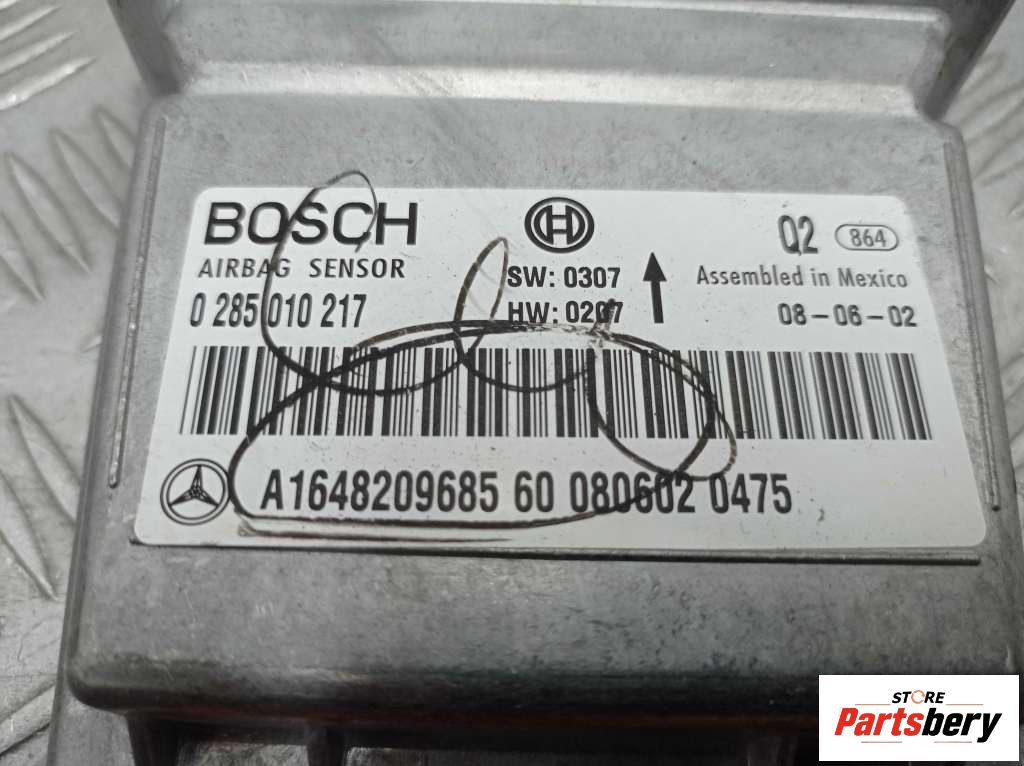 BOSCH
AIRBAG SENSOR
0 285 010 217
SW: 0307
HW: 0207
Q2 864
Assembled in Mexico
08-06-02
A1648209685 60 080602 0475
STORE
Partsbery